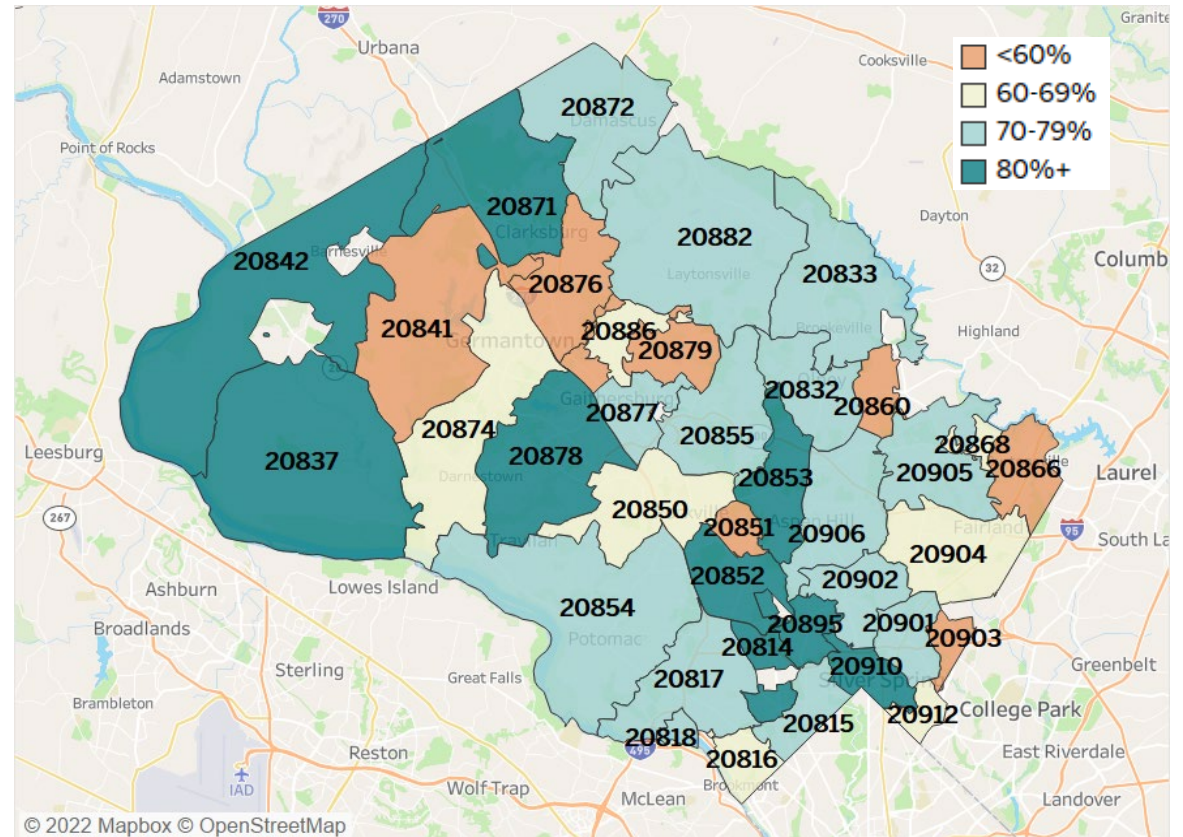 270
Granite
Urbana
Cooksville
Adamstown
<60%
60-69%
70-79%
80%+
20872
Damascus
Point of Rocks
20871
Clarksburg
Dayton
20882
Barnesville
20842
Laytonsville
20833
32
Columb
20876
20841
20886
Brookeville
Highland
Germantown
20879
28
20832
Olney
Gaithersburg
20877
20860
20874
20855
20868
20866
Leesburg
20837
20878
Darnestown
20853
20905
Laurel
267
20850
20851
Aspen Hill
20906
Fairland
95
South La
Travilah
20904
20852
20902
Ashburn
Lowes Island
20854
Potomac
20895
20901
20903
Broadlands
20814
20910
Silver Spring
Greenbelt
Sterling
Great Falls
20817
Brambleton
20815
20912
College Park
20818
495
Reston
20816
East Riverdale
IAD
Wolf Trap
McLean
Brookmont
Landover
© 2022 Mapbox © OpenStreetMap